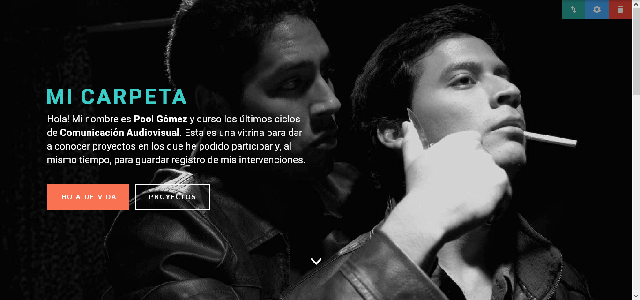 MI CARPETA
Hola! Mi nombre es Pool Gómez y curso los últimos ciclos
de Comunicación Audiovisual. Esta es una vitrina para dar
a conocer proyectos en los que he podido participar y, al
mismo tiempo, para guardar registro de mis intervenciones.
HOJA DE VIDA
PROYECTOS